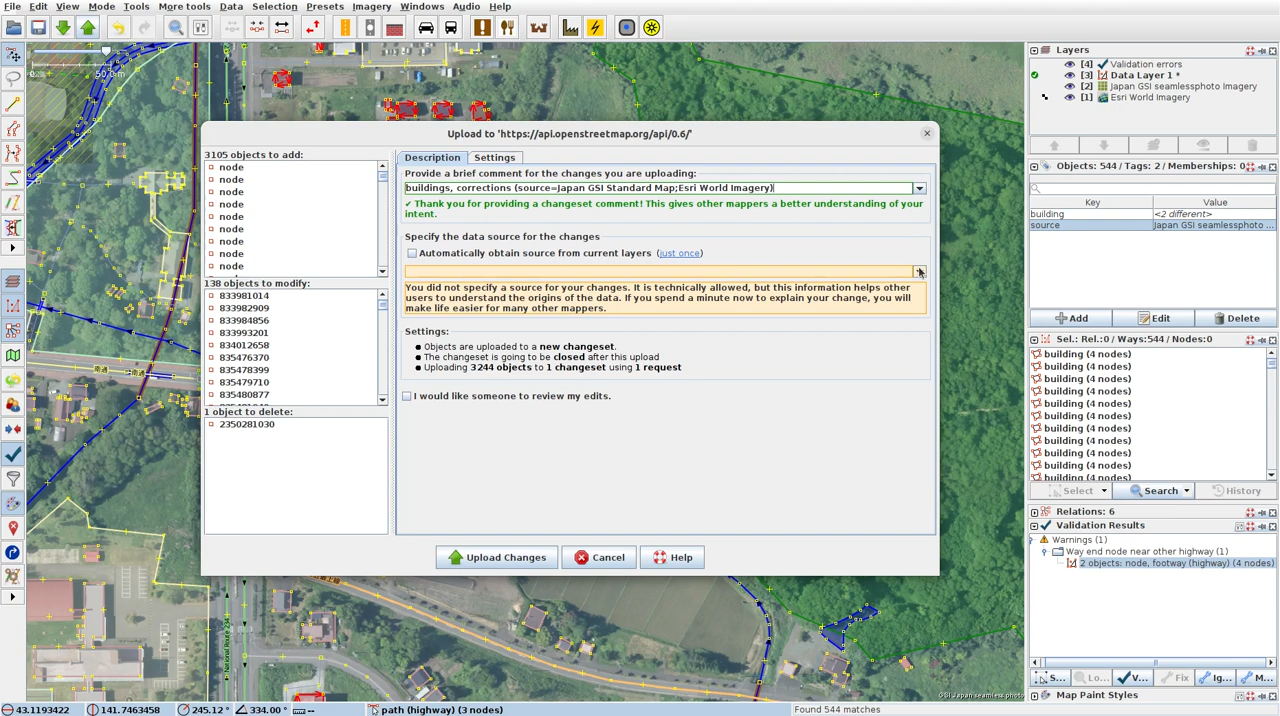 File Edit View Mode Tools More tools Data Selection Presets Imagery Windows Audio Help
50.0 m
N
National Route 234
GSI Japan seamless photo
Upload to 'https://api.openstreetmap.org/api/0.6/'
3105 objects to add:
node
node
node
node
node
node
node
node
node
138 objects to modify:
833981014
833982909
833984856
833993201
834012658
835476370
835478399
835479710
835480877
1 object to delete:
2350281030
Description Settings
Provide a brief comment for the changes you are uploading:
buildings, corrections (source=Japan GSI Standard Map;Esri World Imagery)
✔ Thank you for providing a changeset comment! This gives other mappers a better understanding of your
intent.
Specify the data source for the changes
Automatically obtain source from current layers (just once)
You did not specify a source for your changes. It is technically allowed, but this information helps other
users to understand the origins of the data. If you spend a minute now to explain your change, you will
make life easier for many other mappers.
Settings:
Objects are uploaded to a new changeset.
The changeset is going to be closed after this upload
Uploading 3244 objects to 1 changeset using 1 request
I would like someone to review my edits.
Upload Changes Cancel Help
Layers
[4] Validation errors
[3] Data Layer 1 *
[2] Japan GSI seamlessphoto Imagery
[1] Esri World Imagery
Objects: 544 / Tags: 2 / Memberships: 0
Key Value
building <2 different>
source Japan GSI seamlessphoto ...
Add Edit Delete
Sel.: Rel.:0 / Ways:544 / Nodes:0
building (4 nodes)
building (4 nodes)
building (4 nodes)
building (4 nodes)
building (4 nodes)
building (4 nodes)
building (4 nodes)
building (4 nodes)
building (4 nodes)
building (4 nodes)
building (4 nodes)
Select Search History
Relations: 6
Validation Results
Warnings (1)
Way end node near other highway (1)
2 objects: node, footway (highway) (4 nodes)
S... Lo... V... Fix Ig... M...
Map Paint Styles
43.1193422 141.7463458 245.12 ° 334.00 ° -- path (highway) (3 nodes) Found 544 matches